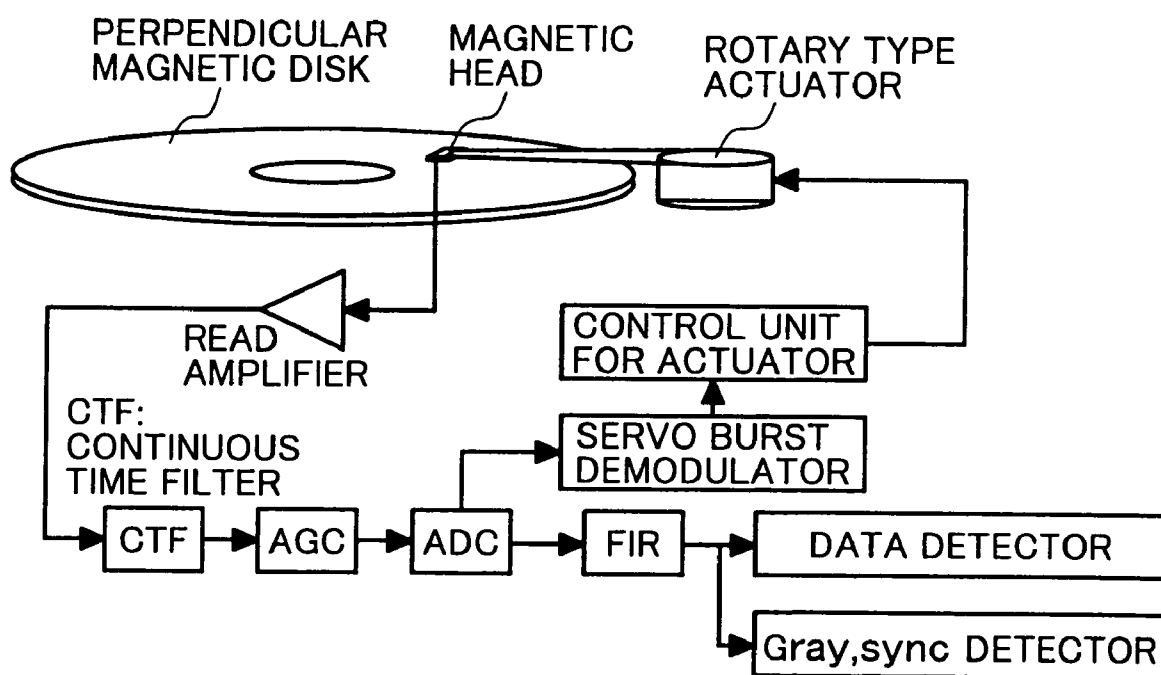 PERPENDICULAR
MAGNETIC DISK
MAGNETIC
HEAD
ROTARY TYPE
ACTUATOR
READ
AMPLIFIER
CONTROL UNIT
FOR ACTUATOR
CTF:
CONTINUOUS
TIME FILTER
SERVO BURST
DEMODULATOR
CTF
AGC
ADC
FIR
DATA DETECTOR
Gray,sync DETECTOR